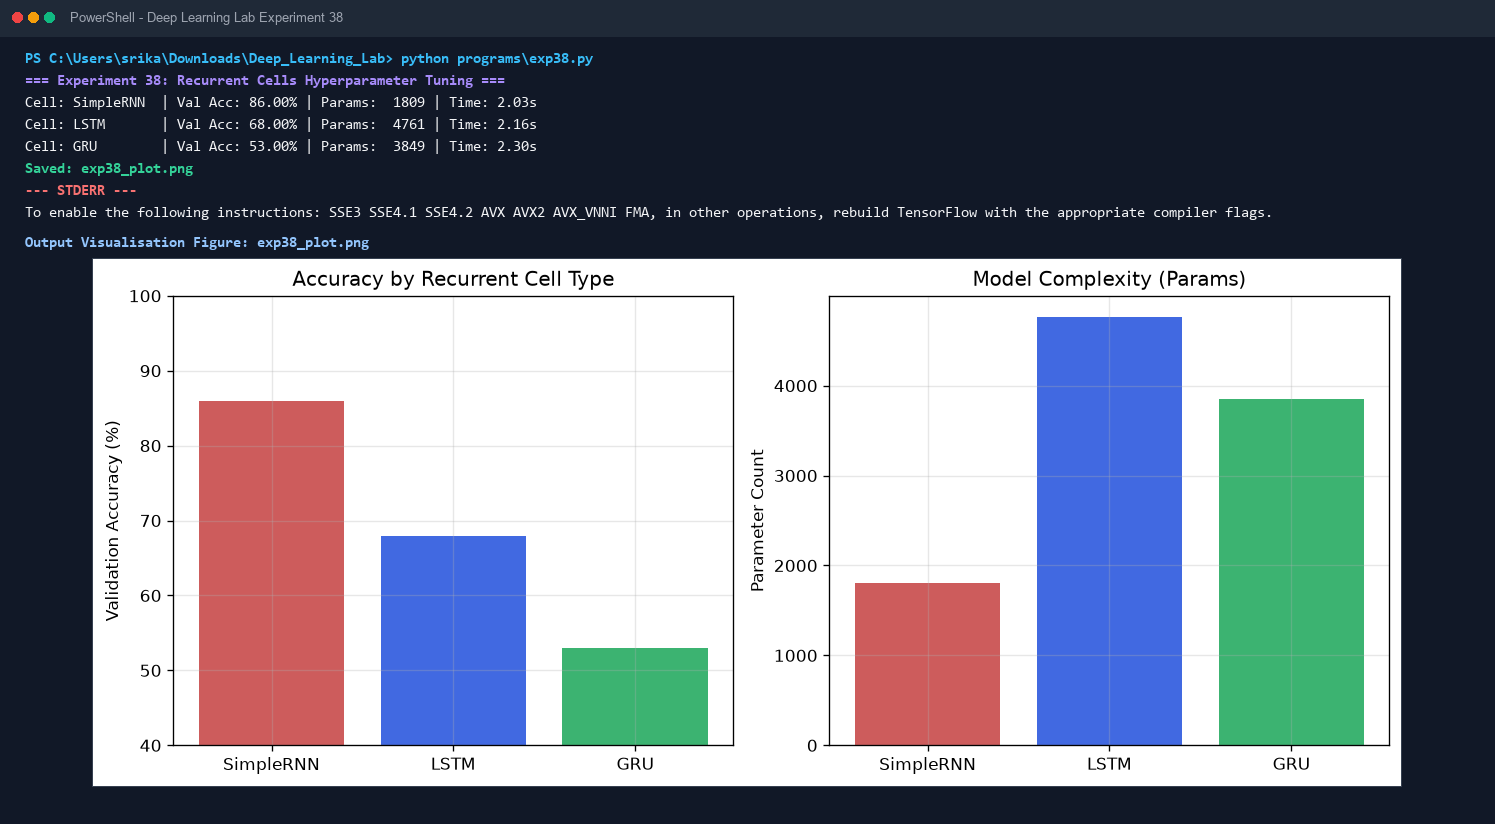 PowerShell - Deep Learning Lab Experiment 38
PS C:\Users\srika\Downloads\Deep_Learning_Lab> python programs\exp38.py
=== Experiment 38: Recurrent Cells Hyperparameter Tuning ===
Cell: SimpleRNN  | Val Acc: 86.00% | Params:  1809 | Time: 2.03s
Cell: LSTM       | Val Acc: 68.00% | Params:  4761 | Time: 2.16s
Cell: GRU        | Val Acc: 53.00% | Params:  3849 | Time: 2.30s
Saved: exp38_plot.png
--- STDERR ---
To enable the following instructions: SSE3 SSE4.1 SSE4.2 AVX AVX2 AVX_VNNI FMA, in other operations, rebuild TensorFlow with the appropriate compiler flags.
Output Visualisation Figure: exp38_plot.png
Accuracy by Recurrent Cell Type
Validation Accuracy (%)
100
90
80
70
60
50
40
SimpleRNN
LSTM
GRU
Model Complexity (Params)
Parameter Count
4000
3000
2000
1000
0
SimpleRNN
LSTM
GRU